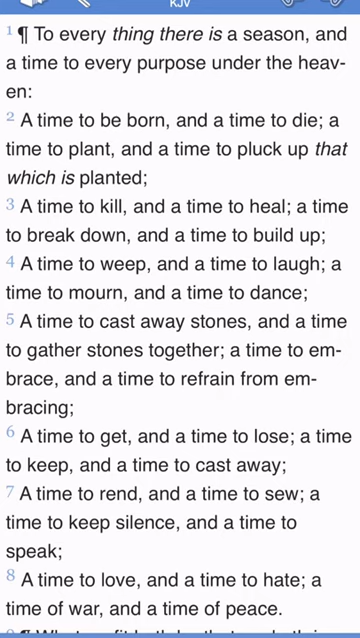 KJV
1 ¶ To every thing there is a season, and
a time to every purpose under the heav-
en:
2 A time to be born, and a time to die; a
time to plant, and a time to pluck up that
which is planted;
3 A time to kill, and a time to heal; a time
to break down, and a time to build up;
4 A time to weep, and a time to laugh; a
time to mourn, and a time to dance;
5 A time to cast away stones, and a time
to gather stones together; a time to em-
brace, and a time to refrain from em-
bracing;
6 A time to get, and a time to lose; a time
to keep, and a time to cast away;
7 A time to rend, and a time to sew; a
time to keep silence, and a time to
speak;
8 A time to love, and a time to hate; a
time of war, and a time of peace.